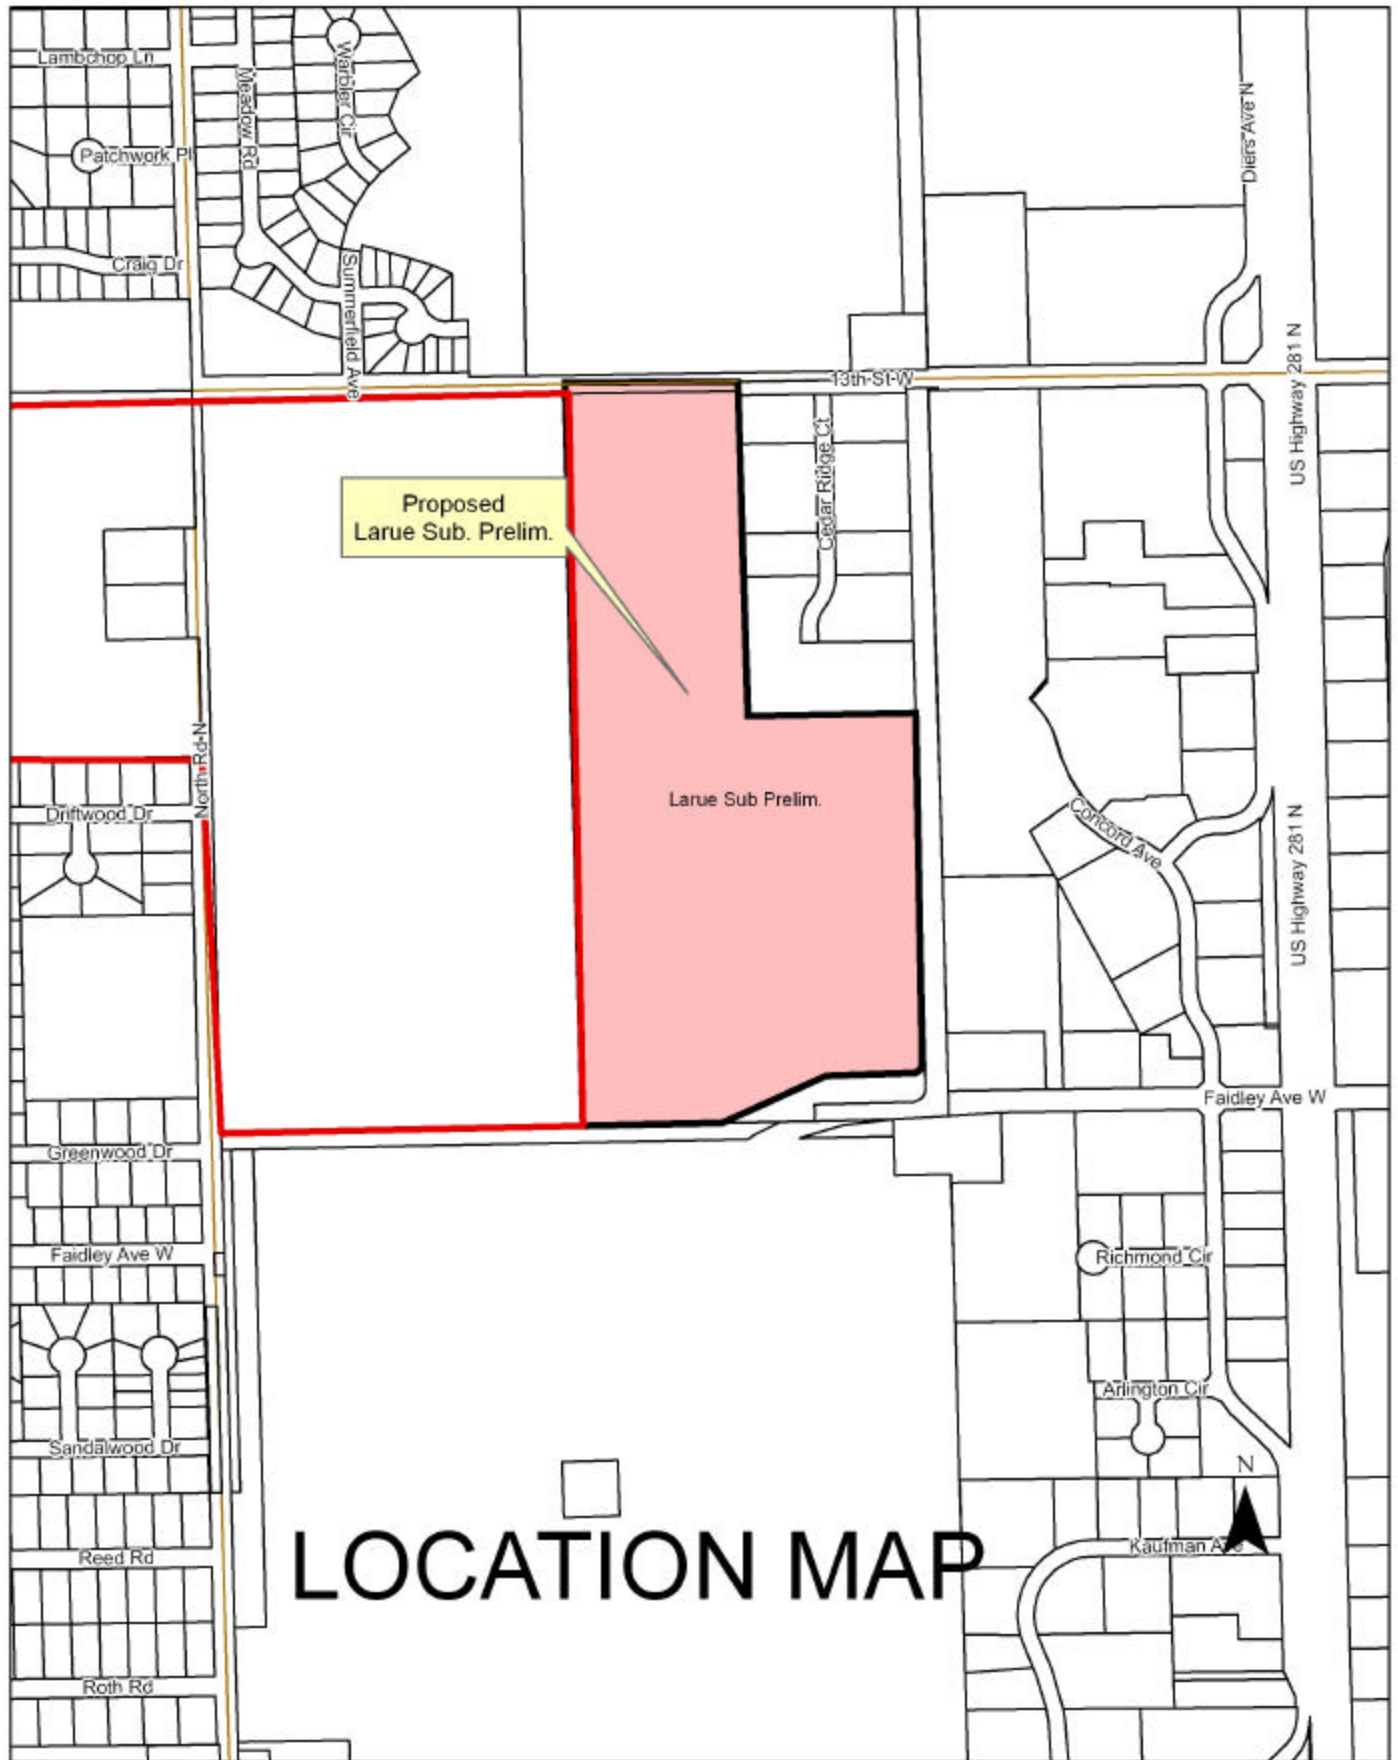 Lambchop Ln
Meadow Rd
Warbler Cir
Diers Ave N
Patchwork Pl
Craig Dr
Summerfield Ave
13th St W
US Highway 281 N
Cedar Ridge Ct
Proposed
Larue Sub. Prelim.
North Rd N
Larue Sub Prelim.
Driftwood Dr
Concord Ave
US Highway 281 N
Faidley Ave W
Greenwood Dr
Faidley Ave W
Richmond Cir
Arlington Cir
Sandalwood Dr
N
Kaufman Ave
Reed Rd
LOCATION MAP
Roth Rd